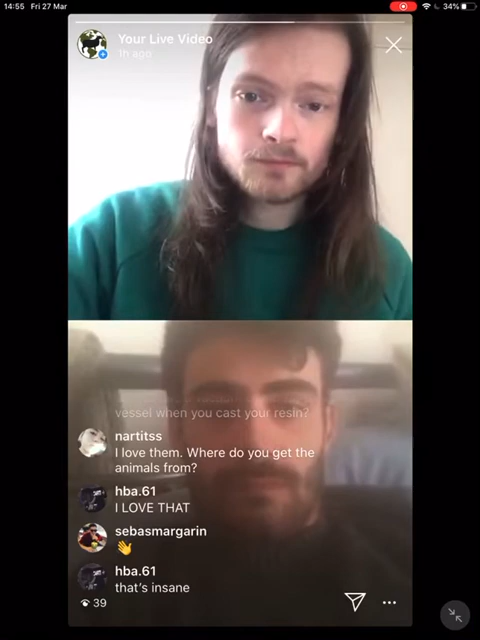 14:55 Fri 27 Mar
34%
Your Live Video
1h ago
vessel when you cast your resin?
nartitss
I love them. Where do you get the
animals from?
hba.61
I LOVE THAT
sebasmargarin
👋
hba.61
that's insane
39